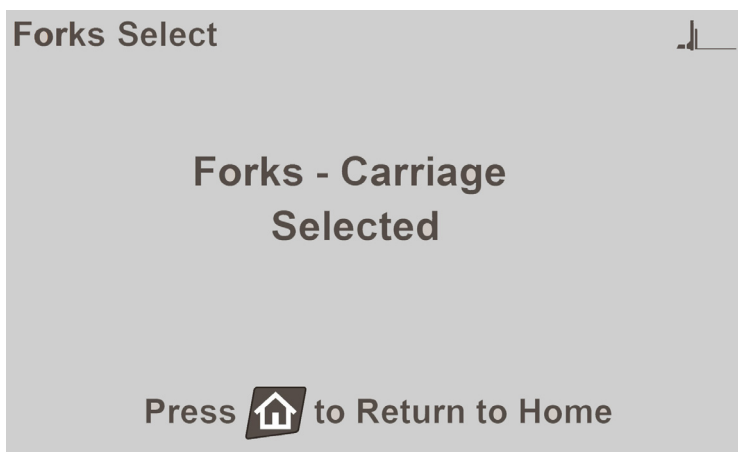 Forks Select
Forks - Carriage
Selected
Press to Return to Home